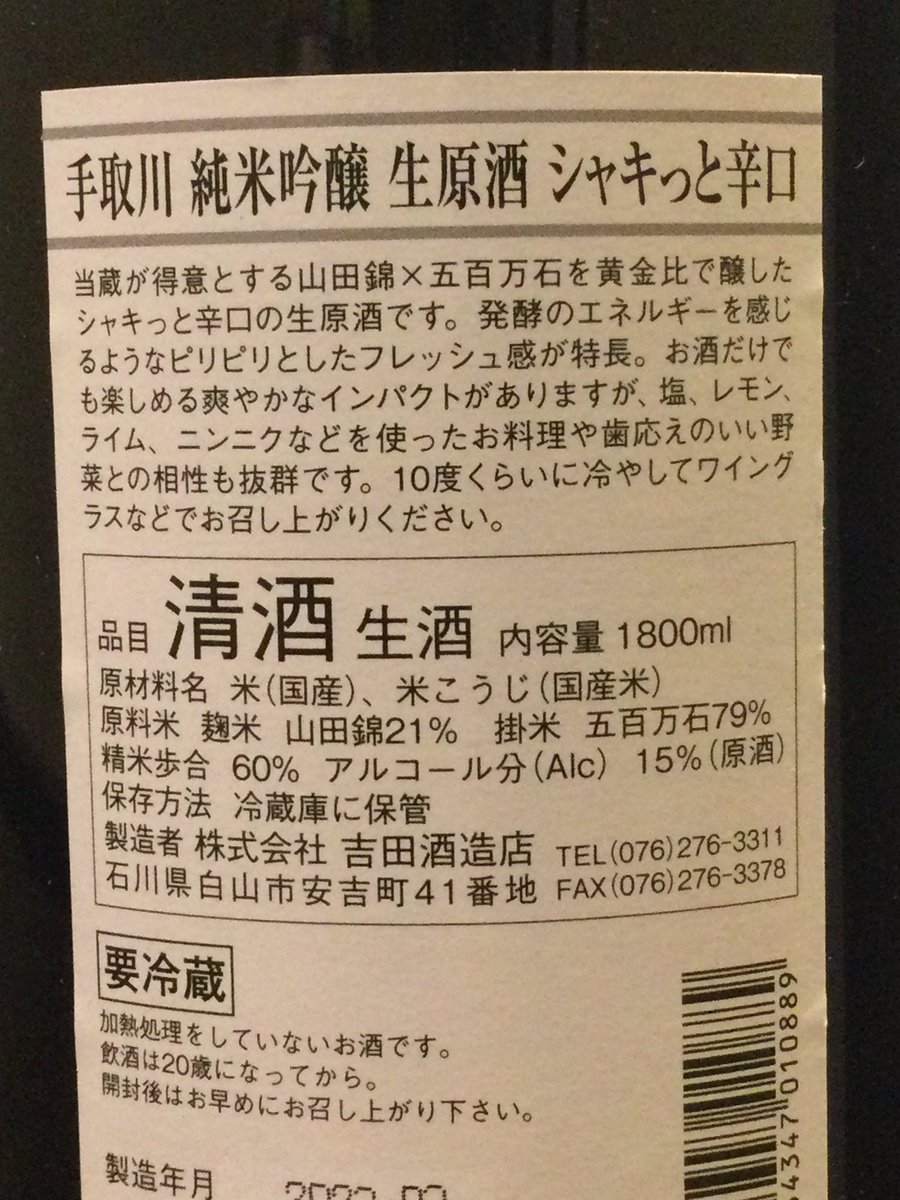 手取川 純米吟醸 生原酒 シャキっと辛口
当蔵が得意とする山田錦×五百万石を黄金比で醸した
シャキっと辛口の生原酒です。発酵のエネルギーを感じ
るようなピリピリとしたフレッシュ感が特長。お酒だけで
も楽しめる爽やかなインパクトがありますが、塩、レモン、
ライム、ニンニクなどを使ったお料理や歯応えのいい野
菜との相性も抜群です。10度くらいに冷やしてワイング
ラスなどでお召し上がりください。
品目 清酒 生酒 内容量 1800ml
原材料名 米(国産)、米こうじ(国産米)
原料米 麹米 山田錦21% 掛米 五百万石79%
精米歩合 60% アルコール分(Alc) 15%(原酒)
保存方法 冷蔵庫に保管
製造者 株式会社 吉田酒造店 TEL(076)276-3311
石川県白山市安吉町41番地 FAX(076)276-3378
要冷蔵
加熱処理をしていないお酒です。
飲酒は20歳になってから。
開封後はお早めにお召し上がり下さい。
製造年月
4347010889